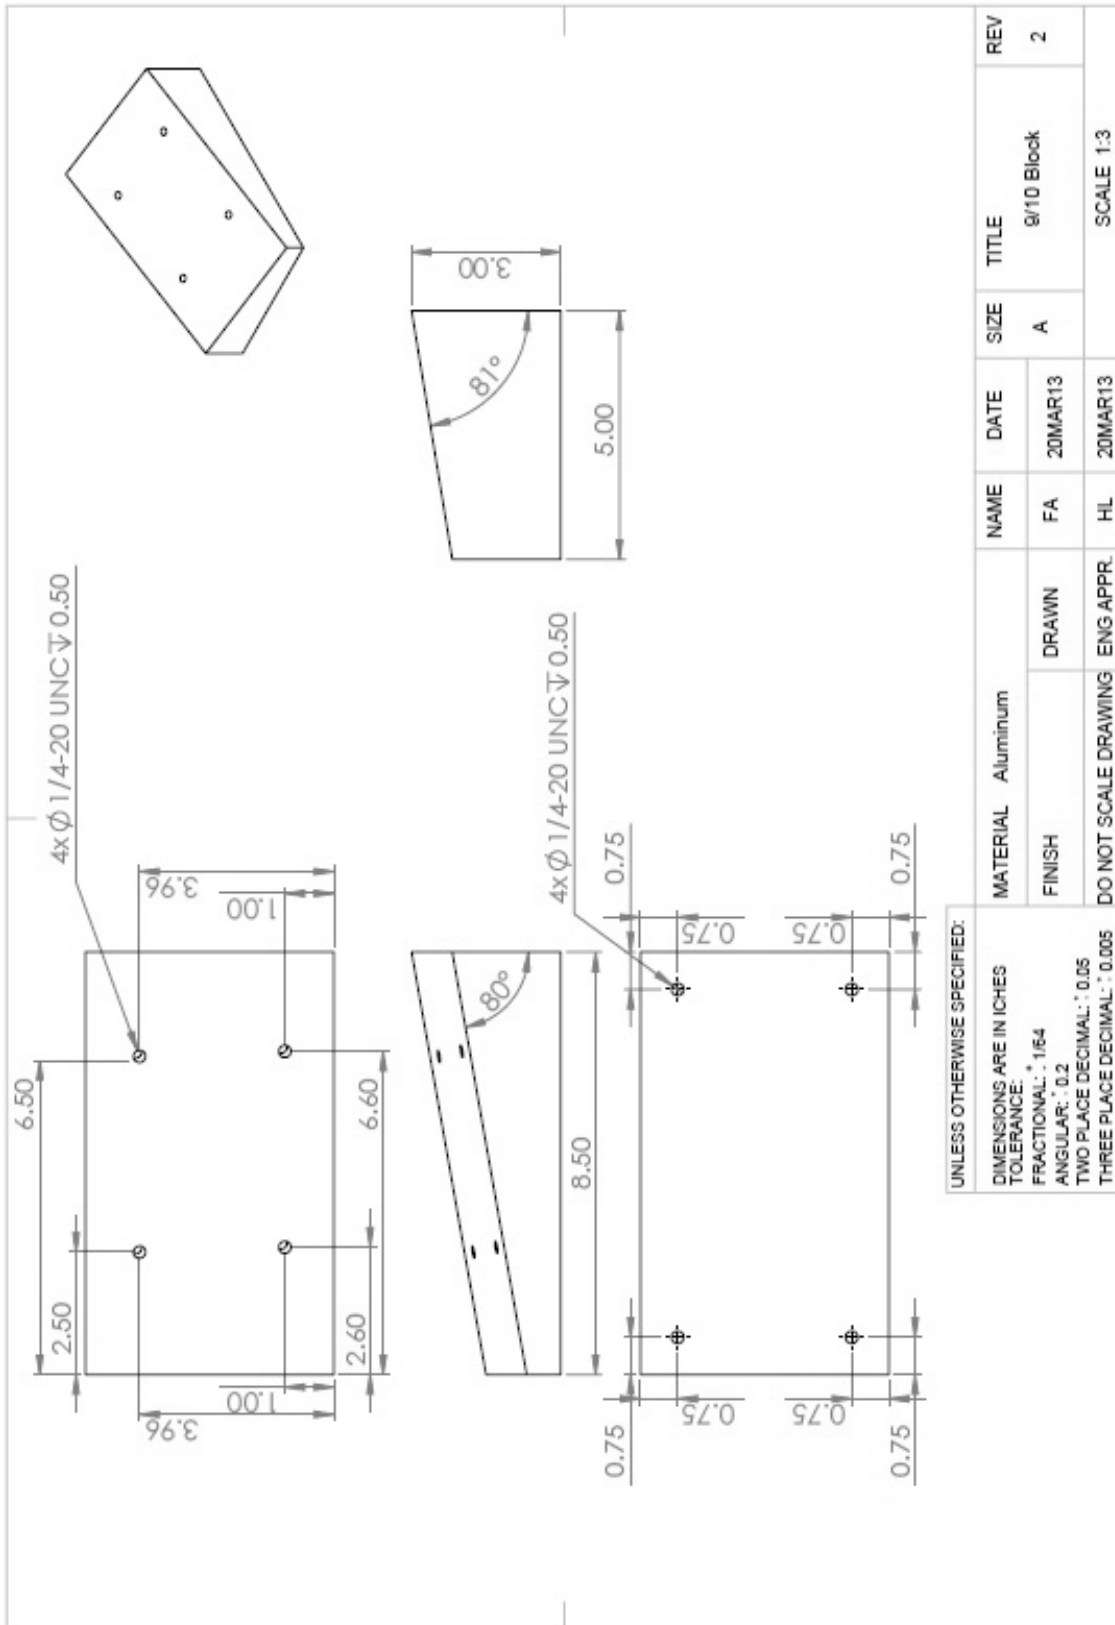 4x Ø 1/4-20 UNC ↧ 0.50
6.50
2.50
3.96
1.00
3.96
1.00
2.60
6.60
3.00
81°
5.00
80°
8.50
4x Ø 1/4-20 UNC ↧ 0.50
0.75
0.75
0.75
0.75
0.75
0.75
0.75
0.75
UNLESS OTHERWISE SPECIFIED:
DIMENSIONS ARE IN ICHES
TOLERANCE:
FRACTIONAL: 1/64
ANGULAR: 0.2
TWO PLACE DECIMAL: 0.05
THREE PLACE DECIMAL: 0.005
MATERIAL Aluminum
FINISH
DO NOT SCALE DRAWING
NAME DATE
DRAWN FA 20MAR13
ENG APPR. HL 20MAR13
SIZE TITLE REV
A 9/10 Block 2
SCALE 1:3